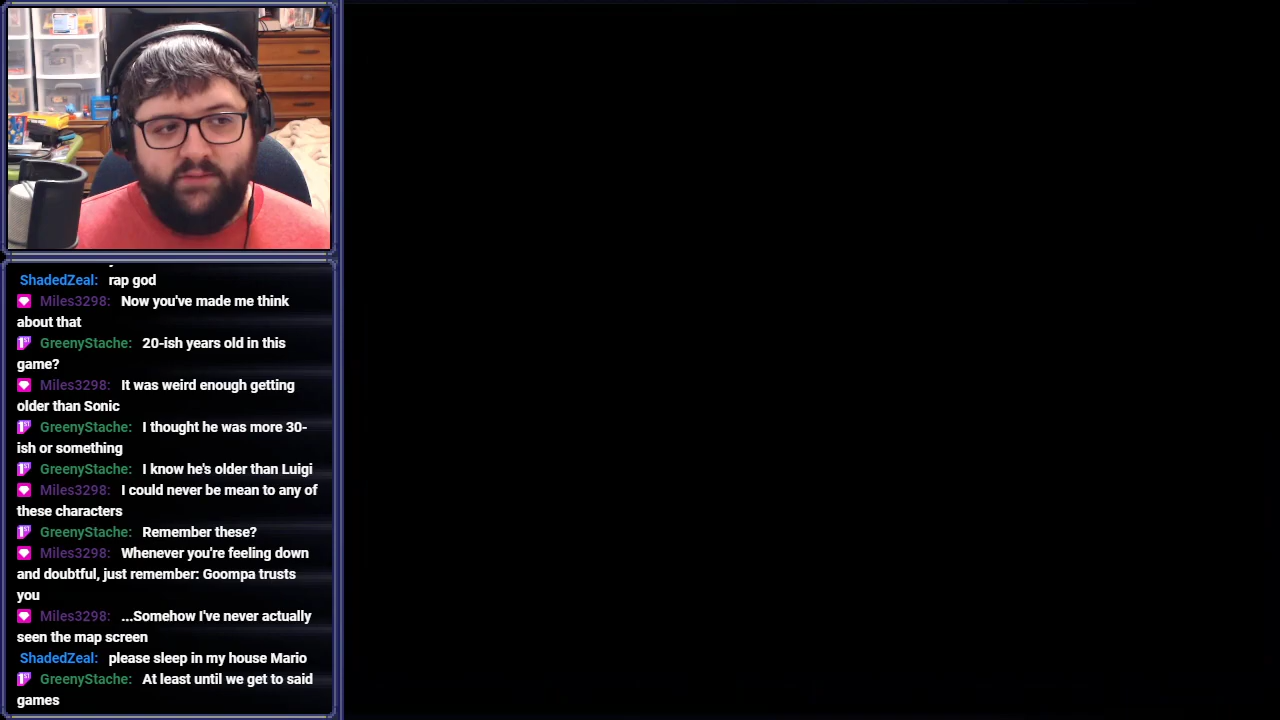 ShadedZeal: rap god
Miles3298: Now you've made me think
about that
GreenyStache: 20-ish years old in this
game?
Miles3298: It was weird enough getting
older than Sonic
GreenyStache: I thought he was more 30-
ish or something
GreenyStache: I know he's older than Luigi
Miles3298: I could never be mean to any of
these characters
GreenyStache: Remember these?
Miles3298: Whenever you're feeling down
and doubtful, just remember: Goompa trusts
you
Miles3298: ...Somehow I've never actually
seen the map screen
ShadedZeal: please sleep in my house Mario
GreenyStache: At least until we get to said
games